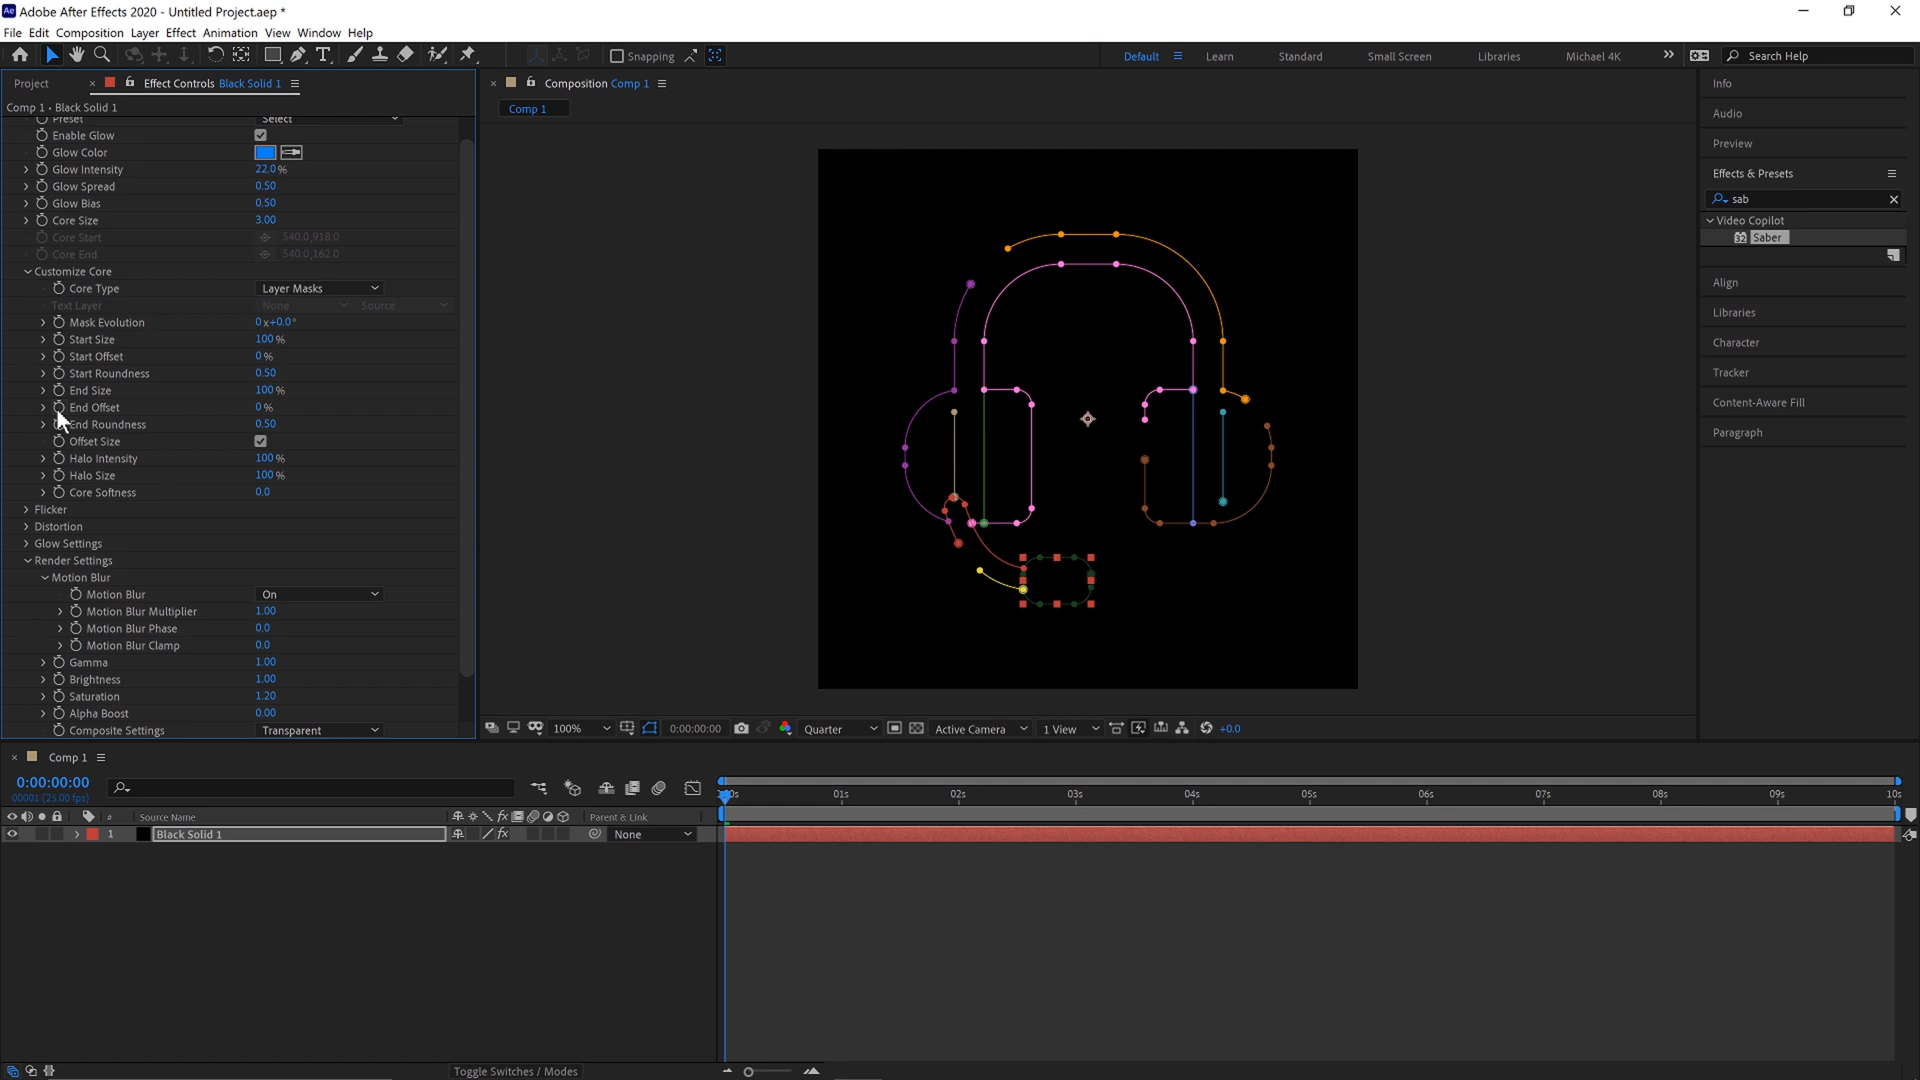 Ae Adobe After Effects 2020 - Untitled Project.aep *
File Edit Composition Layer Effect Animation View Window Help
T Snapping Default Learn Standard Small Screen Libraries Michael 4K Search Help
Project Effect Controls Black Solid 1
Composition Comp 1
Info
Comp 1 • Black Solid 1
Comp 1
Audio
Preview
Effects & Presets
sab
Video Copilot
32 Saber
Align
Libraries
Character
Tracker
Content-Aware Fill
Paragraph
Preset Select
Enable Glow
Glow Color
Glow Intensity 22.0 %
Glow Spread 0.50
Glow Bias 0.50
Core Size 3.00
Core Start 540.0,918.0
Core End 540.0,162.0
Customize Core
Core Type Layer Masks
Text Layer None Source
Mask Evolution 0x+0.0°
Start Size 100 %
Start Offset 0 %
Start Roundness 0.50
End Size 100 %
End Offset 0 %
End Roundness 0.50
Offset Size
Halo Intensity 100 %
Halo Size 100 %
Core Softness 0.0
Flicker
Distortion
Glow Settings
Render Settings
Motion Blur
Motion Blur On
Motion Blur Multiplier 1.00
Motion Blur Phase 0.0
Motion Blur Clamp 0.0
Gamma 1.00
Brightness 1.00
Saturation 1.20
Alpha Boost 0.00
Composite Settings Transparent
100% 0:00:00:00 Quarter Active Camera 1 View +0.0
Comp 1
0:00:00:00
00001 (25.00 fps)
01s 02s 03s 04s 05s 06s 07s 08s 09s 10s
# Source Name fx Parent & Link
1 Black Solid 1 fx None
Toggle Switches / Modes